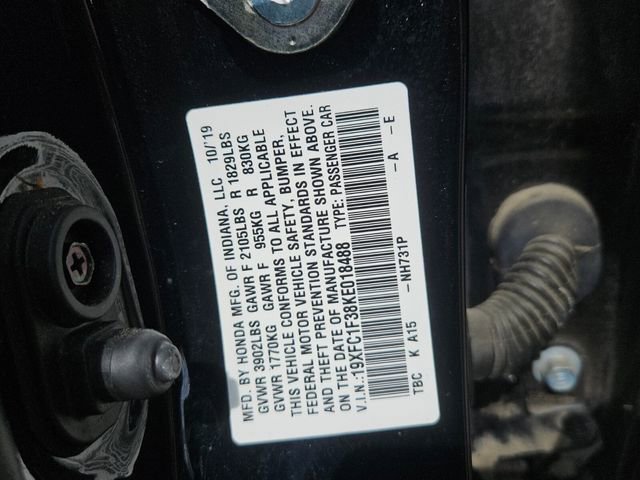 MFD. BY HONDA MFG. OF INDIANA, LLC 10/'19
GVWR 3902LBS GAWR F 2105LBS R 1829LBS
GVWR 1770KG GAWR F 955KG R 830KG
THIS VEHICLE CONFORMS TO ALL APPLICABLE
FEDERAL MOTOR VEHICLE SAFETY, BUMPER,
AND THEFT PREVENTION STANDARDS IN EFFECT
ON THE DATE OF MANUFACTURE SHOWN ABOVE.
V.I.N.:19XFC1F38KE018488 TYPE: PASSENGER CAR
TBC K A15 -NH731P -A -E